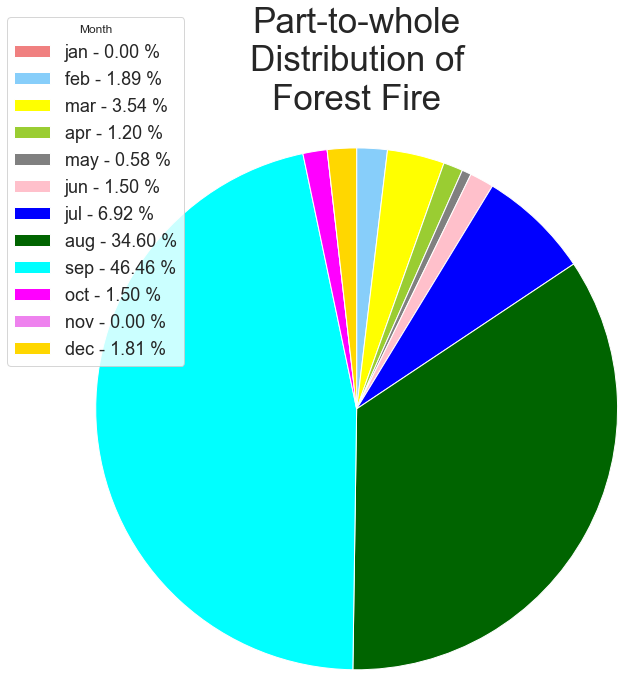 Part-to-whole
Distribution of
Forest Fire
Month
jan - 0.00 %
feb - 1.89 %
mar - 3.54 %
apr - 1.20 %
may - 0.58 %
jun - 1.50 %
jul - 6.92 %
aug - 34.60 %
sep - 46.46 %
oct - 1.50 %
nov - 0.00 %
dec - 1.81 %